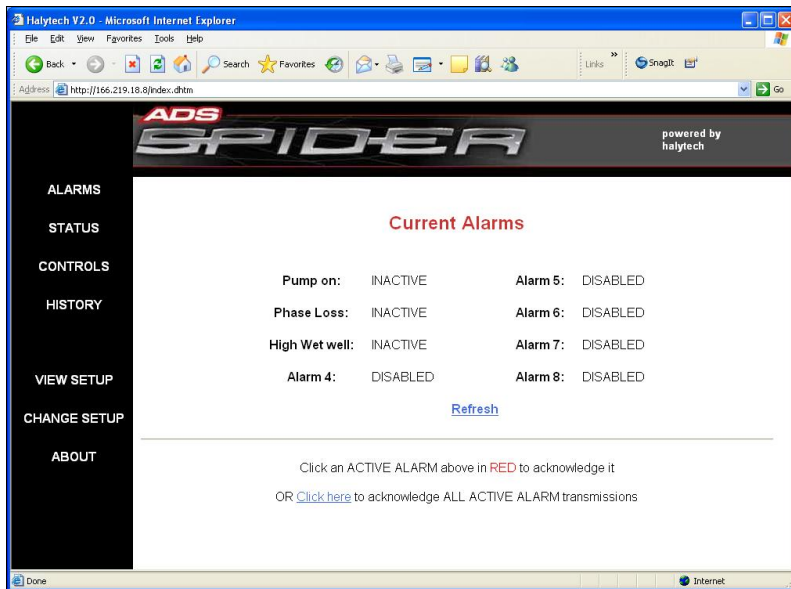 Halytech V2.0 - Microsoft Internet Explorer
File Edit View Favorites Tools Help
Back Search Favorites Links » SnagIt
Address http://166.219.18.8/index.dhtm Go
ADS
SPIDER
powered by
halytech
ALARMS
STATUS
CONTROLS
HISTORY
VIEW SETUP
CHANGE SETUP
ABOUT
Current Alarms
Pump on: INACTIVE Alarm 5: DISABLED
Phase Loss: INACTIVE Alarm 6: DISABLED
High Wet well: INACTIVE Alarm 7: DISABLED
Alarm 4: DISABLED Alarm 8: DISABLED
Refresh
Click an ACTIVE ALARM above in RED to acknowledge it
OR Click here to acknowledge ALL ACTIVE ALARM transmissions
Done Internet